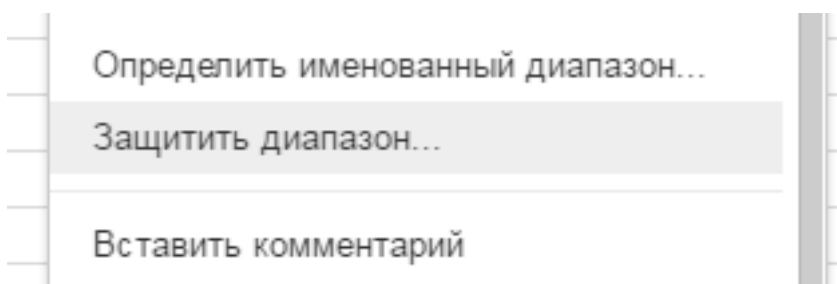 Определить именованный диапазон...
Защитить диапазон...
Вставить комментарий